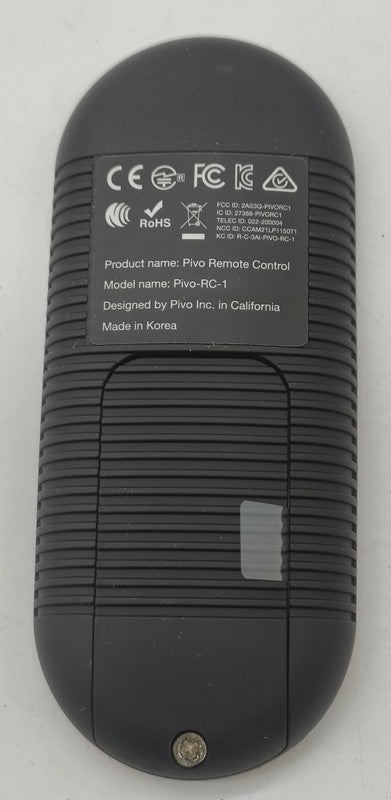 CE FC
FCC ID: 2AS3Q-PIVORC1
IC ID: 27368-PIVORC1
TELEC ID: 022-200004
NCC ID: CCAM21LP1150T1
KC ID: R-C-3AI-PIVO-RC-1
RoHS
Product name: Pivo Remote Control
Model name: Pivo-RC-1
Designed by Pivo Inc. in California
Made in Korea